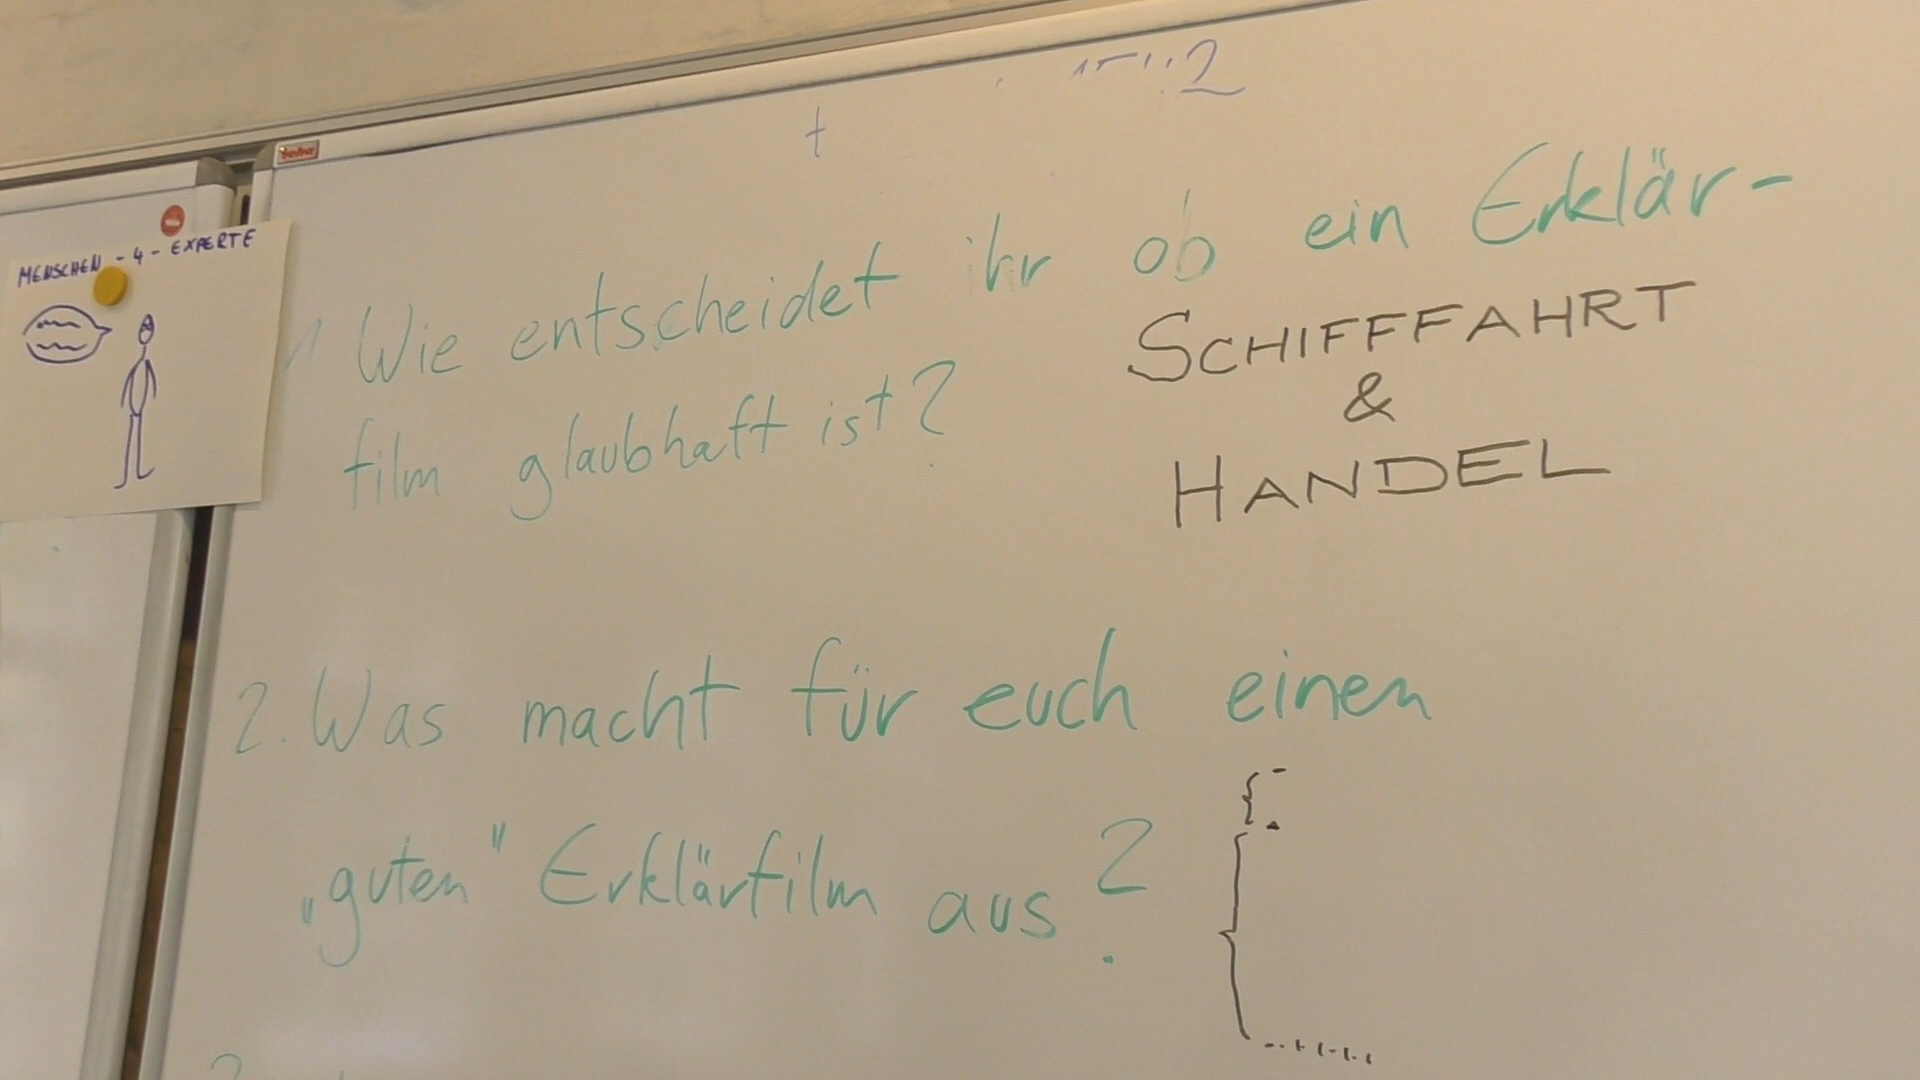 MENSCHEN - 4 - EXPERTE
1 Wie entscheidet ihr ob ein Erklär-
film glaubhaft ist?
SCHIFFFAHRT
&
HANDEL
2. Was macht für euch einen
„guten" Erklärfilm aus?